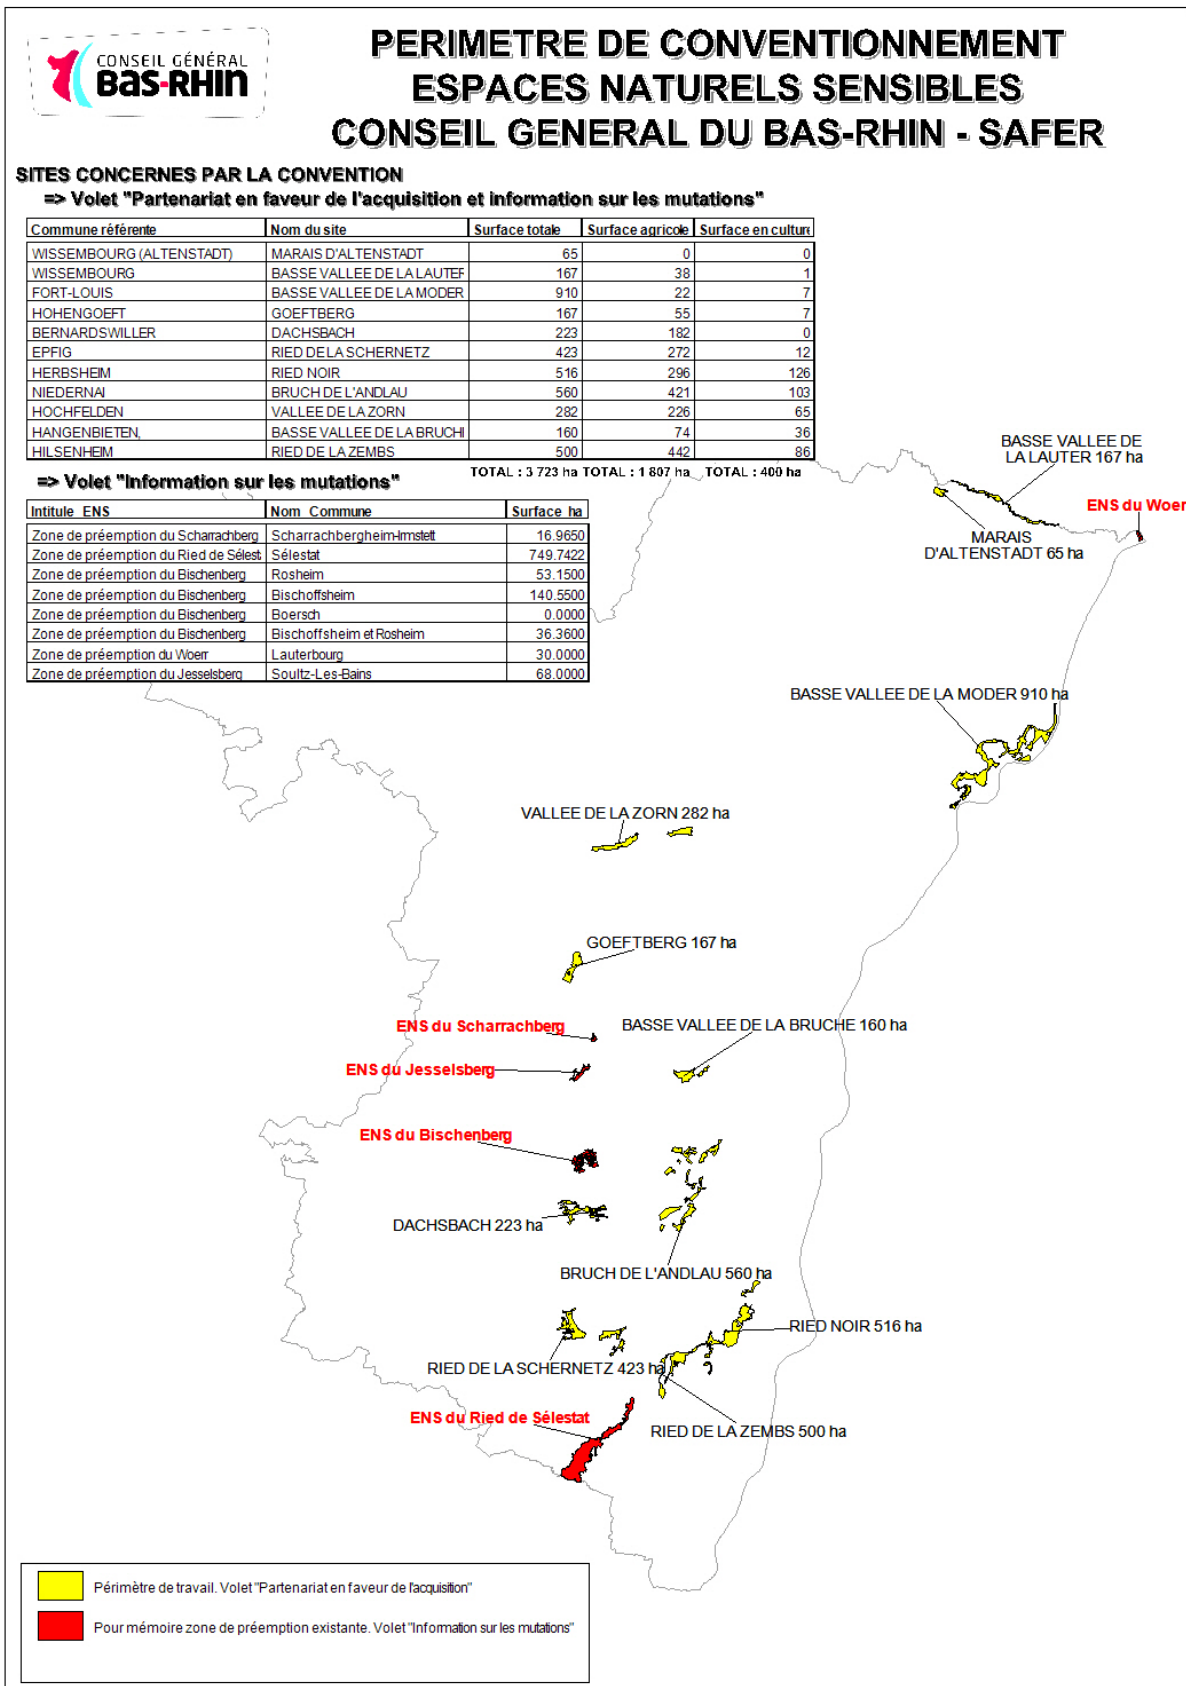 CONSEIL GÉNÉRAL
BAS-RHIN
PERIMETRE DE CONVENTIONNEMENT
ESPACES NATURELS SENSIBLES
CONSEIL GENERAL DU BAS-RHIN - SAFER
SITES CONCERNES PAR LA CONVENTION
=> Volet "Partenariat en faveur de l'acquisition et information sur les mutations"
Commune référente Nom du site Surface totale Surface agricole Surface en culture
WISSEMBOURG (ALTENSTADT) MARAIS D'ALTENSTADT 65 0 0
WISSEMBOURG BASSE VALLEE DE LA LAUTER 167 38 1
FORT-LOUIS BASSE VALLEE DE LA MODER 910 22 7
HOHENGOEFT GOEFTBERG 167 55 7
BERNARDSWILLER DACHSBACH 223 182 0
EPFIG RIED DE LA SCHERNETZ 423 272 12
HERBSHEIM RIED NOIR 516 296 126
NIEDERNAI BRUCH DE L'ANDLAU 560 421 103
HOCHFELDEN VALLEE DE LA ZORN 282 226 65
HANGENBIETEN, BASSE VALLEE DE LA BRUCHI 160 74 36
HILSENHEIM RIED DE LA ZEMBS 500 442 86
TOTAL : 3 723 ha TOTAL : 1 807 ha TOTAL : 400 ha
=> Volet "Information sur les mutations"
Intitule_ENS Nom_Commune Surface_ha
Zone de préemption du Scharrachberg Scharrachbergheim-Irmstett 16.9650
Zone de préemption du Ried de Sélest Sélestat 749.7422
Zone de préemption du Bischenberg Rosheim 53.1500
Zone de préemption du Bischenberg Bischoffsheim 140.5500
Zone de préemption du Bischenberg Boersch 0.0000
Zone de préemption du Bischenberg Bischoffsheim et Rosheim 36.3600
Zone de préemption du Woerr Lauterbourg 30.0000
Zone de préemption du Jesselsberg Soultz-Les-Bains 68.0000
BASSE VALLEE DE
LA LAUTER 167 ha
ENS du Woer
MARAIS
D'ALTENSTADT 65 ha
BASSE VALLEE DE LA MODER 910 ha
VALLEE DE LA ZORN 282 ha
GOEFTBERG 167 ha
ENS du Scharrachberg
BASSE VALLEE DE LA BRUCHE 160 ha
ENS du Jesselsberg
ENS du Bischenberg
DACHSBACH 223 ha
BRUCH DE L'ANDLAU 560 ha
RIED NOIR 516 ha
RIED DE LA SCHERNETZ 423 ha
ENS du Ried de Sélestat
RIED DE LA ZEMBS 500 ha
Périmètre de travail. Volet "Partenariat en faveur de l'acquisition"
Pour mémoire zone de préemption existante. Volet "Information sur les mutations"